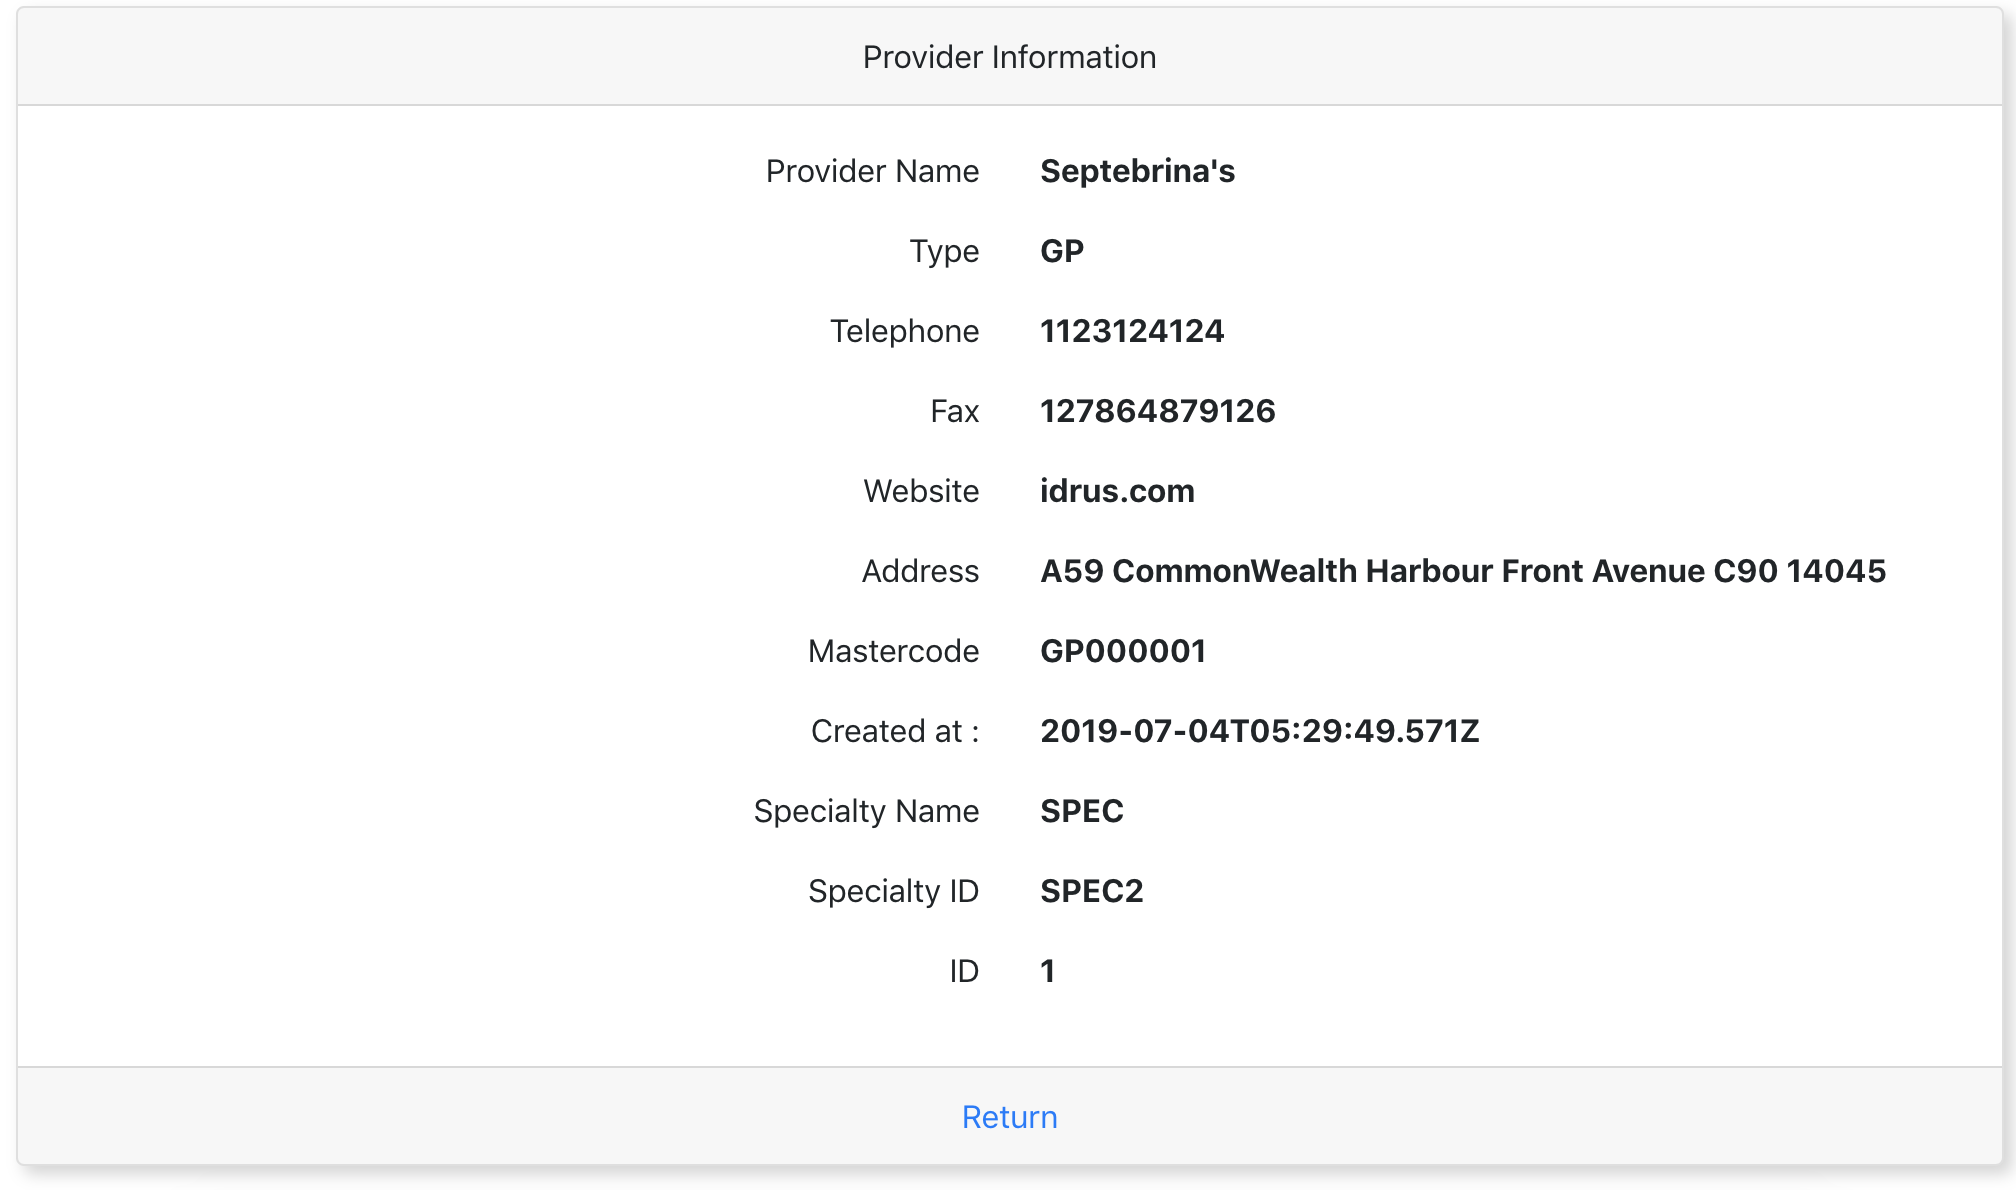 Provider Information
Provider Name Septebrina's
Type GP
Telephone 1123124124
Fax 127864879126
Website idrus.com
Address A59 CommonWealth Harbour Front Avenue C90 14045
Mastercode GP000001
Created at : 2019-07-04T05:29:49.571Z
Specialty Name SPEC
Specialty ID SPEC2
ID 1
Return